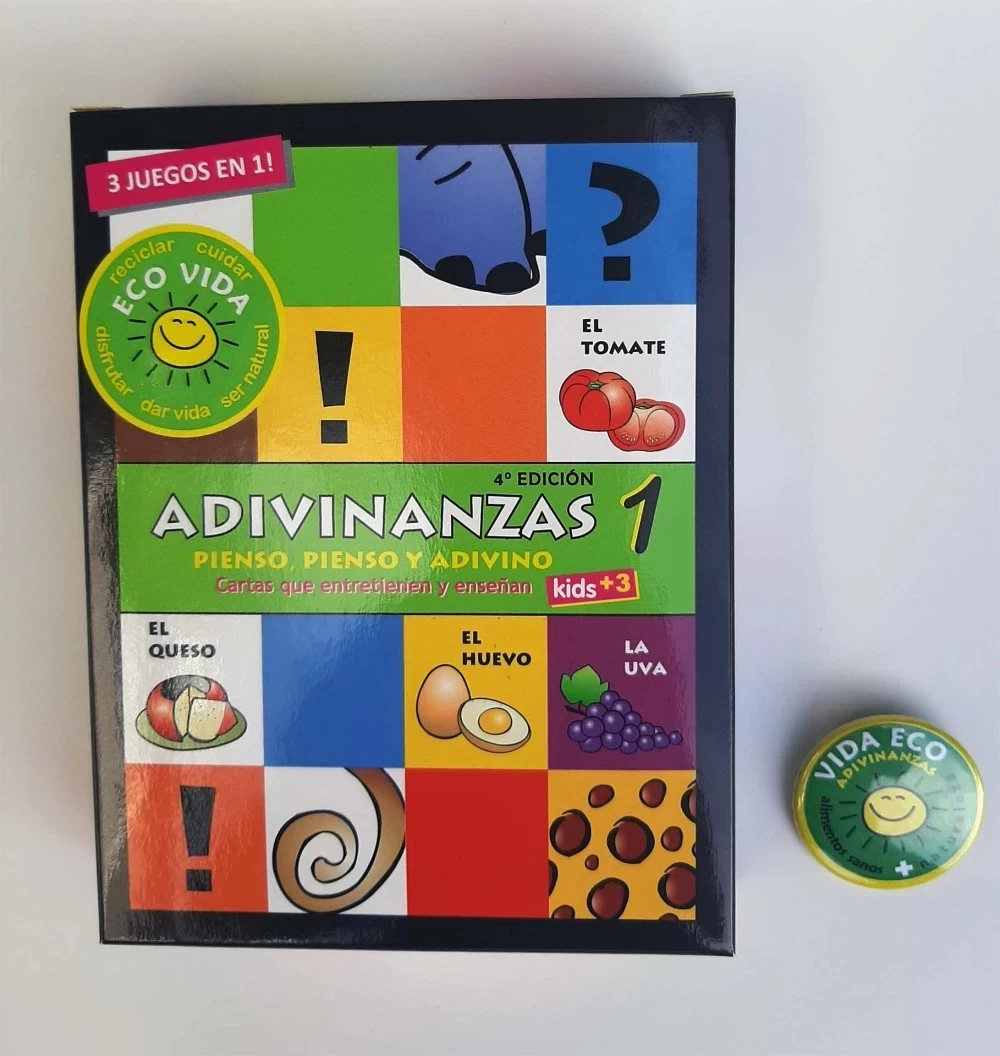 3 JUEGOS EN 1!
?
reciclar cuidar
ECO VIDA
disfrutar dar vida ser natural
!
EL
TOMATE
4º EDICIÓN
ADIVINANZAS 1
PIENSO, PIENSO Y ADIVINO
Cartas que entretienen y enseñan kids+3
EL
QUESO
EL
HUEVO
LA
UVA
!
VIDA ECO
ADIVINANZAS
alimentos sanos + naturales